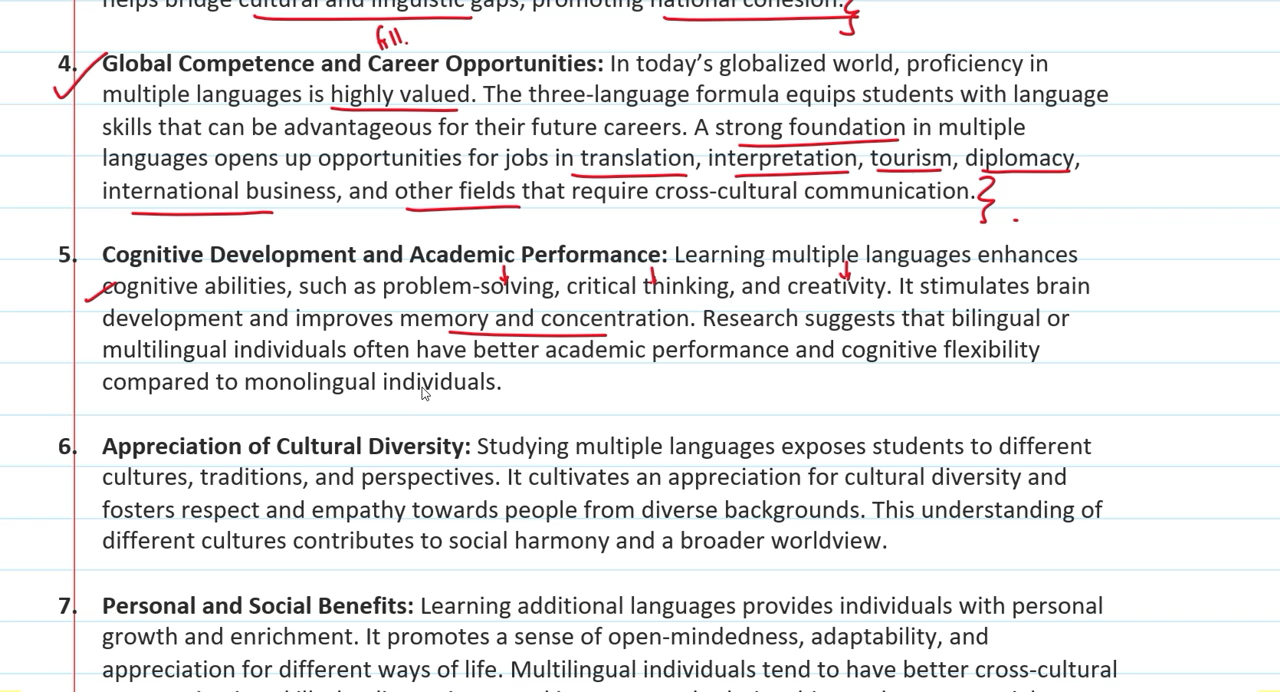 helps bridge cultural and linguistic gaps, promoting national cohesion.
fill.
4. Global Competence and Career Opportunities: In today’s globalized world, proficiency in
multiple languages is highly valued. The three-language formula equips students with language
skills that can be advantageous for their future careers. A strong foundation in multiple
languages opens up opportunities for jobs in translation, interpretation, tourism, diplomacy,
international business, and other fields that require cross-cultural communication.
5. Cognitive Development and Academic Performance: Learning multiple languages enhances
cognitive abilities, such as problem-solving, critical thinking, and creativity. It stimulates brain
development and improves memory and concentration. Research suggests that bilingual or
multilingual individuals often have better academic performance and cognitive flexibility
compared to monolingual individuals.
6. Appreciation of Cultural Diversity: Studying multiple languages exposes students to different
cultures, traditions, and perspectives. It cultivates an appreciation for cultural diversity and
fosters respect and empathy towards people from diverse backgrounds. This understanding of
different cultures contributes to social harmony and a broader worldview.
7. Personal and Social Benefits: Learning additional languages provides individuals with personal
growth and enrichment. It promotes a sense of open-mindedness, adaptability, and
appreciation for different ways of life. Multilingual individuals tend to have better cross-cultural